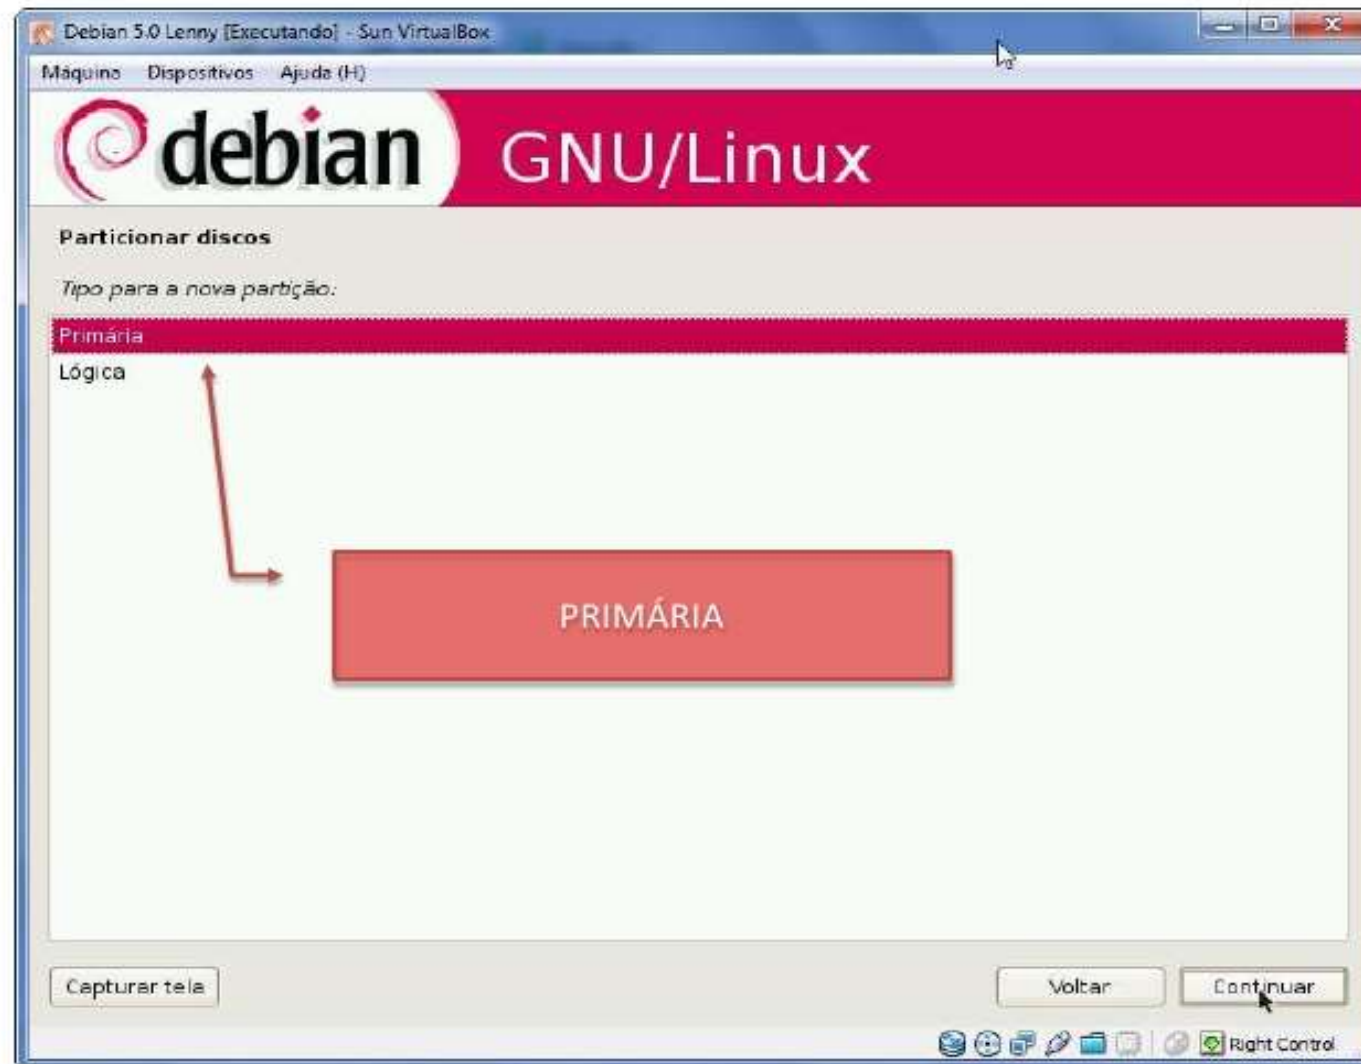 Debian 5.0 Lenny [Executando] - Sun VirtualBox
Máquina Dispositivos Ajuda (H)
debian GNU/Linux
Particionar discos
Tipo para a nova partição:
Primária
Lógica
PRIMÁRIA
Capturar tela Voltar Continuar
Right Control